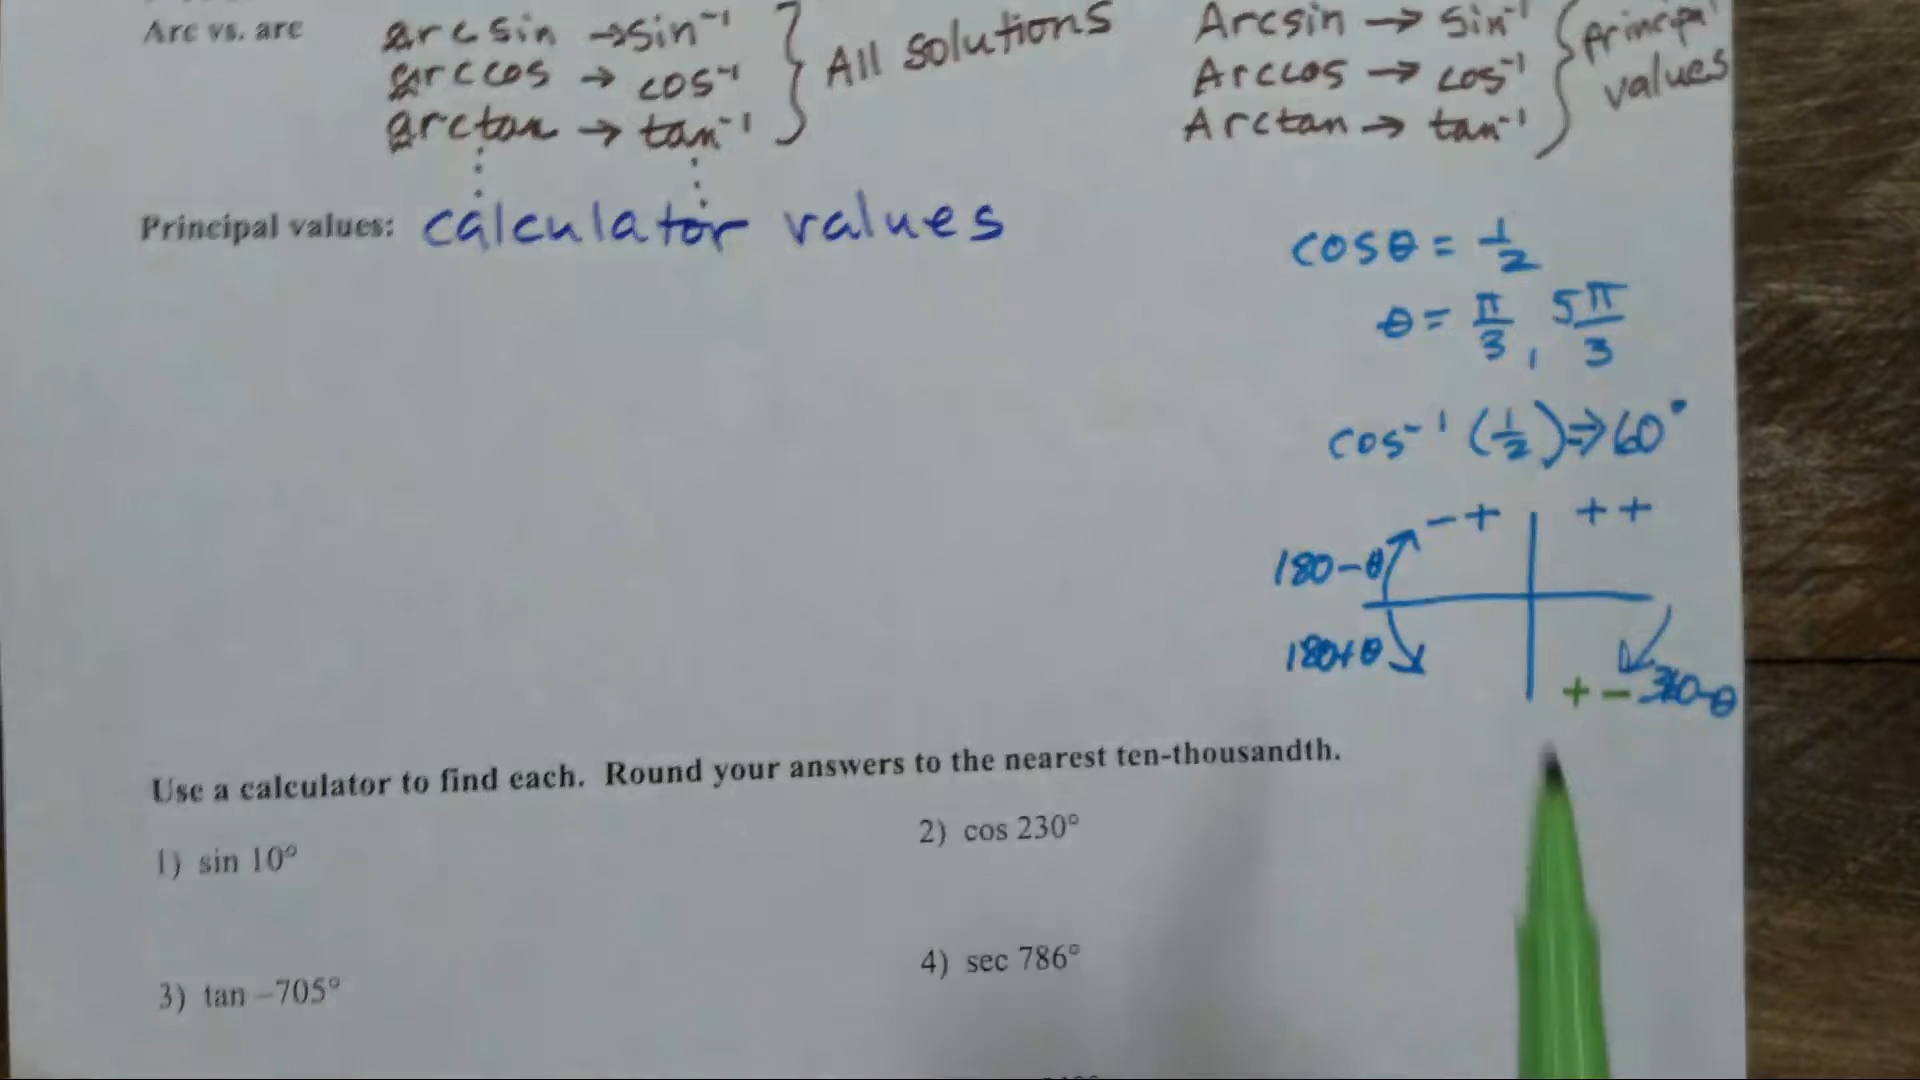 Arc vs. arc
arcsin → sin⁻¹
arccos → cos⁻¹
arctan → tan⁻¹
All solutions
Arcsin → sin⁻¹
Arccos → cos⁻¹
Arctan → tan⁻¹
principal
values
Principal values: calculator values
cosθ = 1/2
θ = π/3, 5π/3
cos⁻¹(1/2) ⇒ 60°
- +
+ +
180-θ
180+θ
+ -
360-θ
Use a calculator to find each. Round your answers to the nearest ten-thousandth.
1) sin 10°
2) cos 230°
3) tan –705°
4) sec 786°